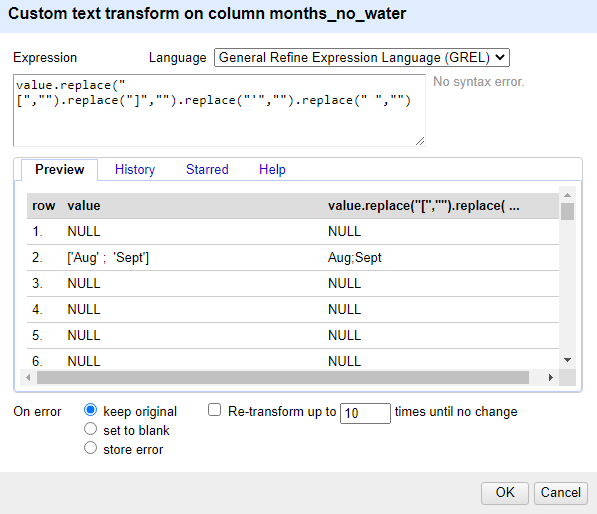 Custom text transform on column months_no_water
Expression Language General Refine Expression Language (GREL)
value.replace("
[","").replace("]","").replace("'","").replace(" ","")
No syntax error.
Preview History Starred Help
row value value.replace("[","").replace( ...
1. NULL NULL
2. ['Aug' ;  'Sept'] Aug;Sept
3. NULL NULL
4. NULL NULL
5. NULL NULL
6. NULL NULL
On error keep original Re-transform up to 10 times until no change
set to blank
store error
OK Cancel